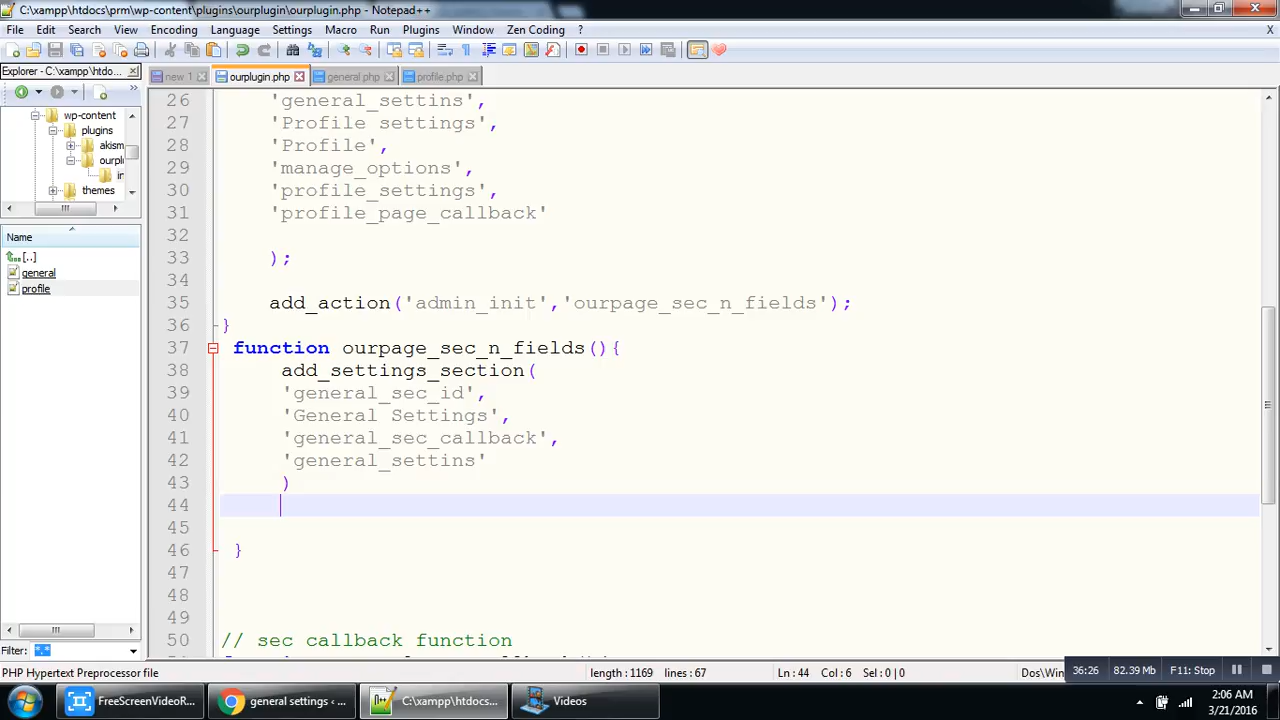 C:\xampp\htdocs\prm\wp-content\plugins\ourplugin\ourplugin.php - Notepad++
File Edit Search View Encoding Language Settings Macro Run Plugins Window Zen Coding ? X
Explorer - C:\xampp\htdo...
new 1 ourplugin.php general.php profile.php
wp-content
plugins
akism
ourpl
in
themes
Name
[..]
general
profile
Filter: *.*
26 'general_settins',
27 'Profile settings',
28 'Profile',
29 'manage_options',
30 'profile_settings',
31 'profile_page_callback'
32
33 );
34
35 add_action('admin_init','ourpage_sec_n_fields');
36 }
37 function ourpage_sec_n_fields(){
38 add_settings_section(
39 'general_sec_id',
40 'General Settings',
41 'general_sec_callback',
42 'general_settins'
43 )
44
45
46 }
47
48
49
50 // sec callback function
PHP Hypertext Preprocessor file length : 1169 lines : 67 Ln : 44 Col : 6 Sel : 0 | 0 Dos\Win
36:26 82.39 Mb F11: Stop
FreeScreenVideoR... general settings ‹ ... C:\xampp\htdocs... Videos
2:06 AM
3/21/2016